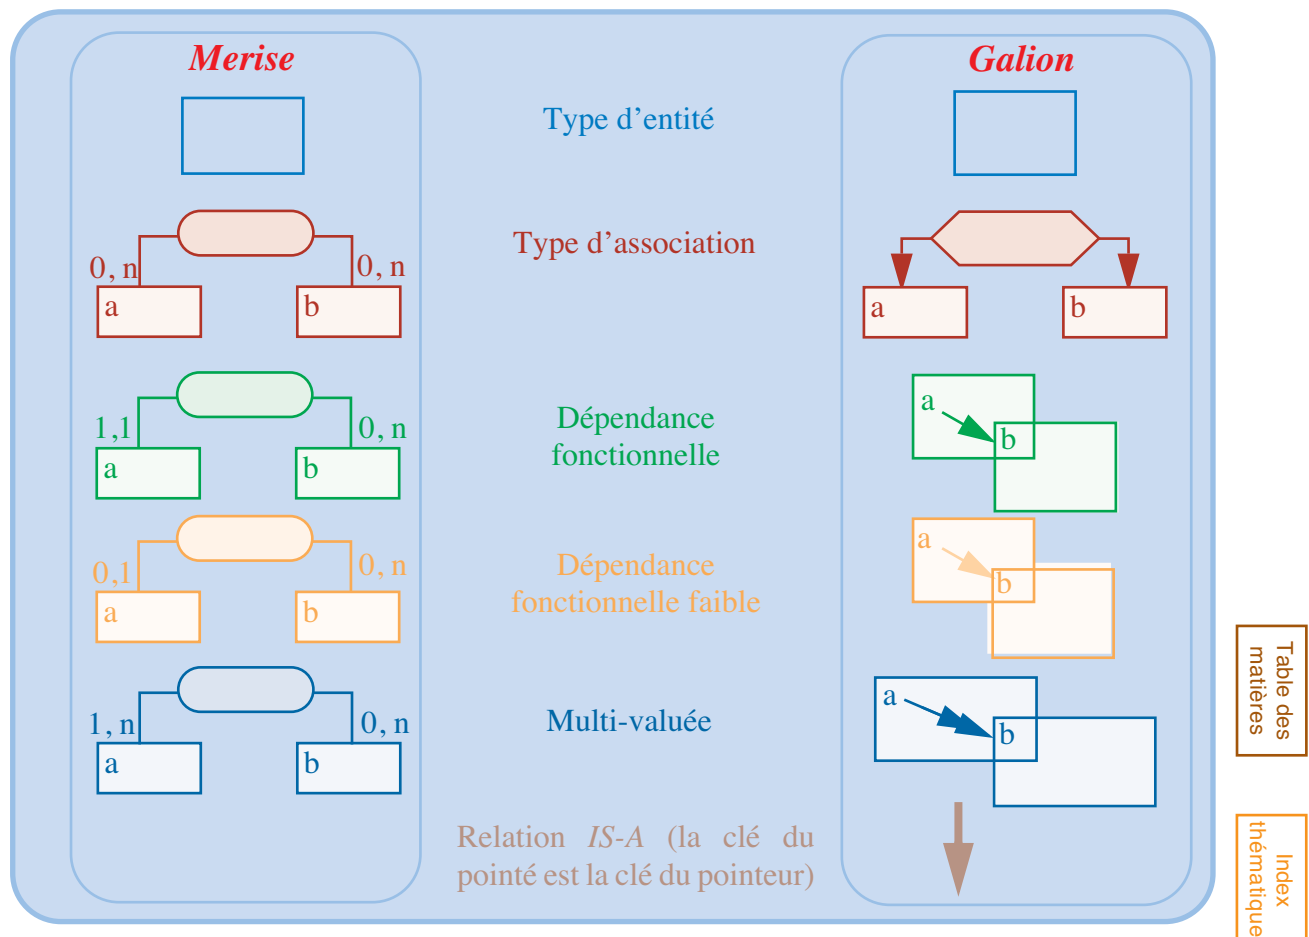 Merise
Galion
Type d'entité
Type d'association
0, n
0, n
a
b
a
b
Dépendance
fonctionnelle
1,1
0, n
a
b
a
b
Dépendance
fonctionnelle faible
0,1
0, n
a
b
a
b
Multi-valuée
1, n
0, n
a
b
a
b
Relation IS-A (la clé du
pointé est la clé du pointeur)
Table des
matières
Index
thématique